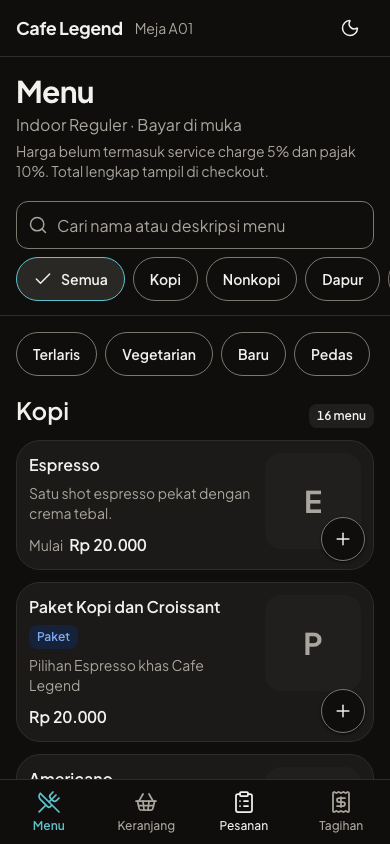 Cafe Legend Meja A01
Menu
Indoor Reguler · Bayar di muka
Harga belum termasuk service charge 5% dan pajak
10%. Total lengkap tampil di checkout.
Cari nama atau deskripsi menu
Semua Kopi Nonkopi Dapur
Terlaris Vegetarian Baru Pedas
Kopi 16 menu
Espresso
Satu shot espresso pekat dengan
crema tebal.
E
Mulai Rp 20.000
Paket Kopi dan Croissant
Paket
P
Pilihan Espresso khas Cafe
Legend
Rp 20.000
Americano
Menu Keranjang Pesanan Tagihan